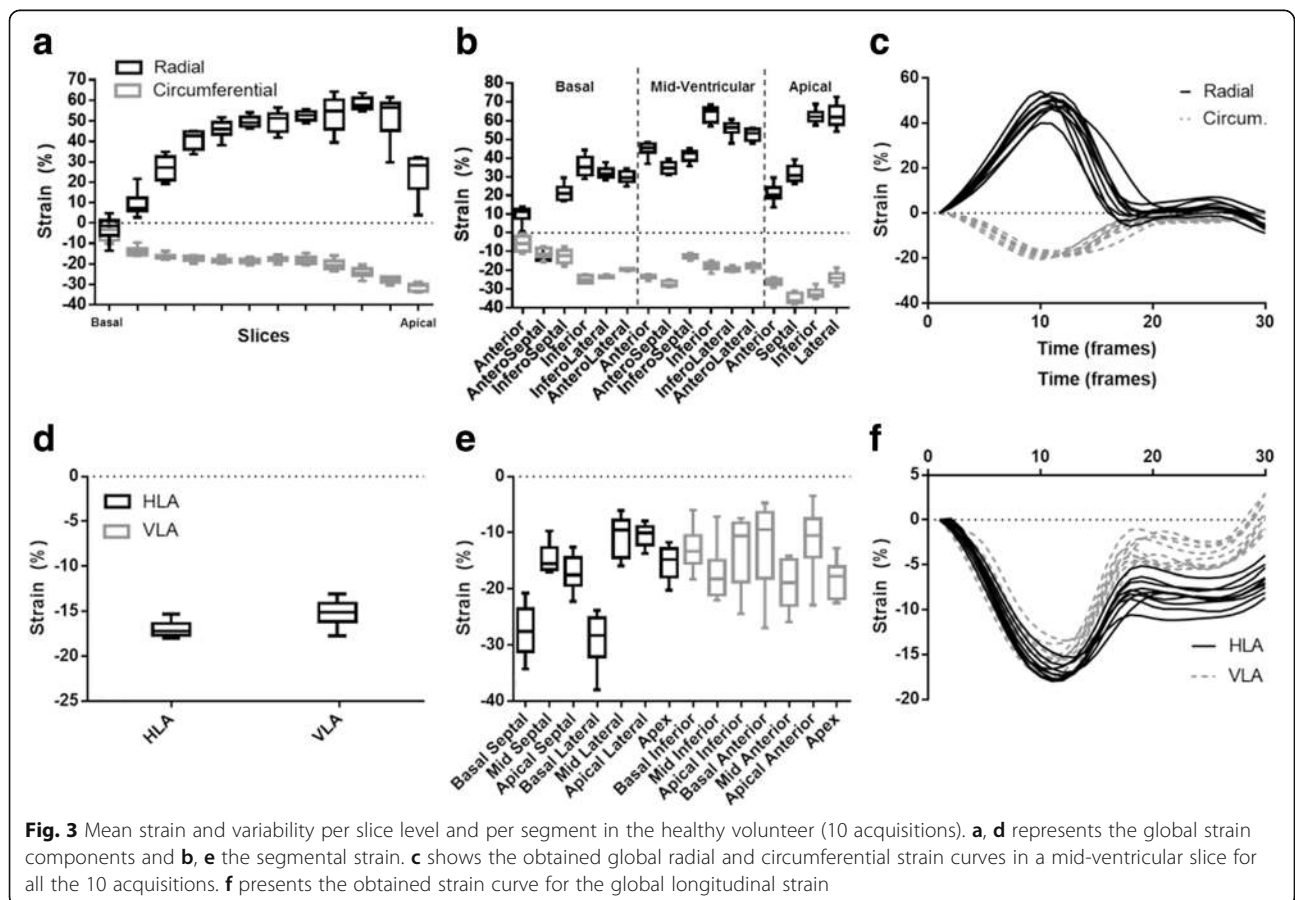 a
Radial
Circumferential
70
60
50
40
30
20
10
0
-10
-20
-30
-40
Strain (%)
Basal
Apical
Slices
b
Basal
Mid-Ventricular
Apical
80
70
60
50
40
30
20
10
0
-10
-20
-30
-40
Strain (%)
Anterior
AnteroSeptal
InferoSeptal
Inferior
InferoLateral
AnteroLateral
Anterior
AnteroSeptal
InferoSeptal
Inferior
InferoLateral
AnteroLateral
Anterior
Septal
Inferior
Lateral
c
Radial
Circum.
60
40
20
0
-20
-40
Strain (%)
0
10
20
30
Time (frames)
Time (frames)
d
HLA
VLA
0
-5
-10
-15
-20
-25
Strain (%)
HLA
VLA
e
0
-10
-20
-30
-40
Strain (%)
Basal Septal
Mid Septal
Apical Septal
Basal Lateral
Mid Lateral
Apical Lateral
Apex
Basal Inferior
Mid Inferior
Apical Inferior
Basal Anterior
Mid Anterior
Apical Anterior
Apex
f
0
10
20
30
5
0
-5
-10
-15
-20
Strain (%)
HLA
VLA
Fig. 3 Mean strain and variability per slice level and per segment in the healthy volunteer (10 acquisitions). a, d represents the global strain
components and b, e the segmental strain. c shows the obtained global radial and circumferential strain curves in a mid-ventricular slice for
all the 10 acquisitions. f presents the obtained strain curve for the global longitudinal strain